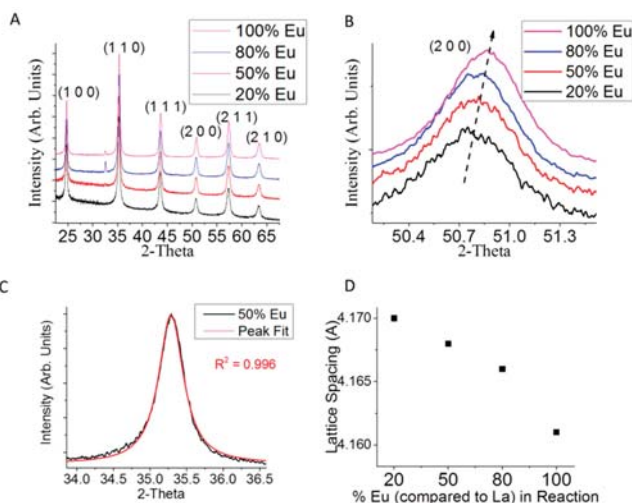 A
100% Eu
80% Eu
50% Eu
20% Eu
(1 0 0)
(1 1 0)
(1 1 1)
(2 0 0)
(2 1 1)
(2 1 0)
Intensity (Arb. Units)
25 30 35 40 45 50 55 60 65
2-Theta
B
(2 0 0)
100% Eu
80% Eu
50% Eu
20% Eu
Intensity (Arb. Units)
50.4 50.7 51.0 51.3
2-Theta
C
50% Eu
Peak Fit
R² = 0.996
Intensity (Arb. Units)
34.0 34.5 35.0 35.5 36.0 36.5
2-Theta
D
4.170
4.165
4.160
Lattice Spacing (A)
20 50 80 100
% Eu (compared to La) in Reaction